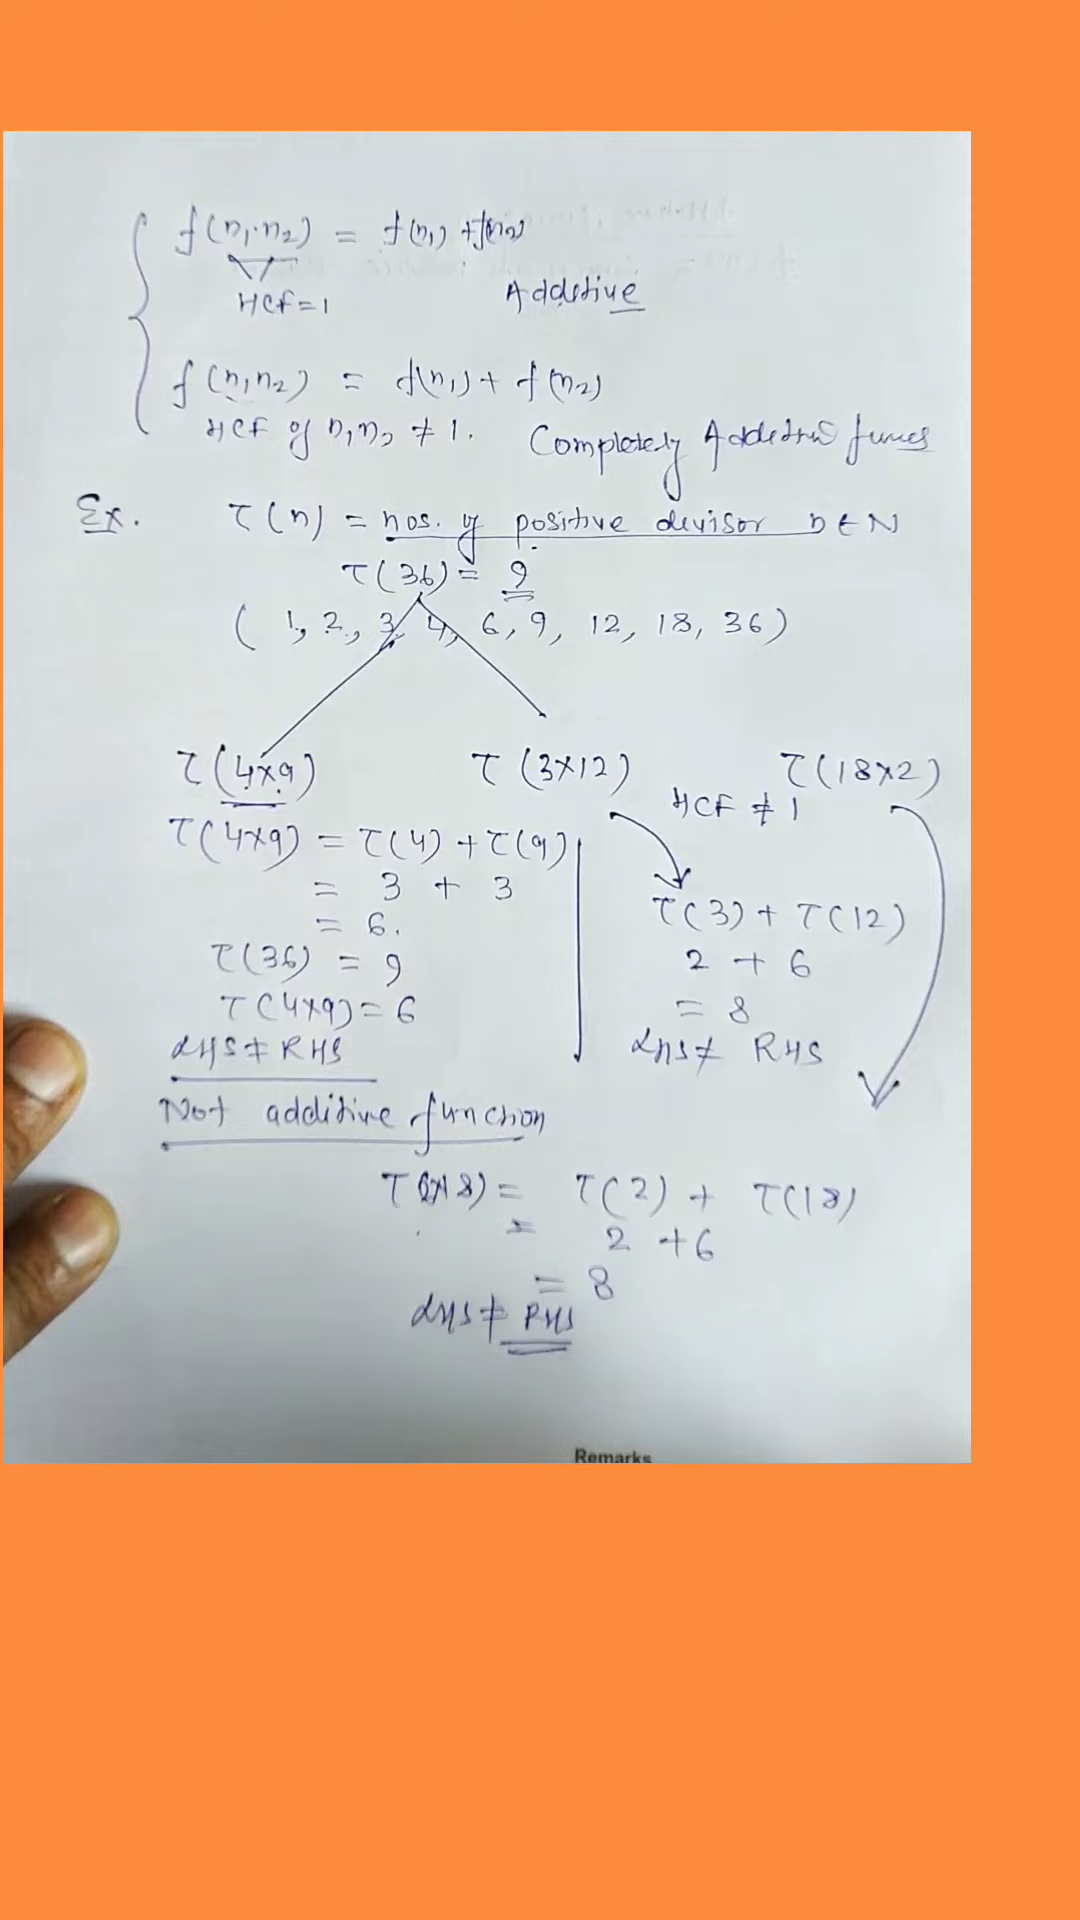 f(n₁·n₂) = f(n₁) + f(n₂)
HCF = 1 Additive
f(n₁n₂) = f(n₁) + f(n₂)
HCF of n₁n₂ ≠ 1. Completely Additive funcs
Ex. τ(n) = nos. of positive devisor n ∈ N
τ(36) = 9
(1, 2, 3, 4, 6, 9, 12, 18, 36)
τ(4×9) τ(3×12) τ(18×2)
HCF ≠ 1
τ(4×9) = τ(4) + τ(9)
= 3 + 3
= 6.
τ(36) = 9
τ(4×9) = 6
LHS ≠ RHS
Not additive function
τ(3) + τ(12)
2 + 6
= 8
LHS ≠ RHS
τ(2×18) = τ(2) + τ(18)
= 2 + 6
= 8
LHS ≠ RHS
Remarks